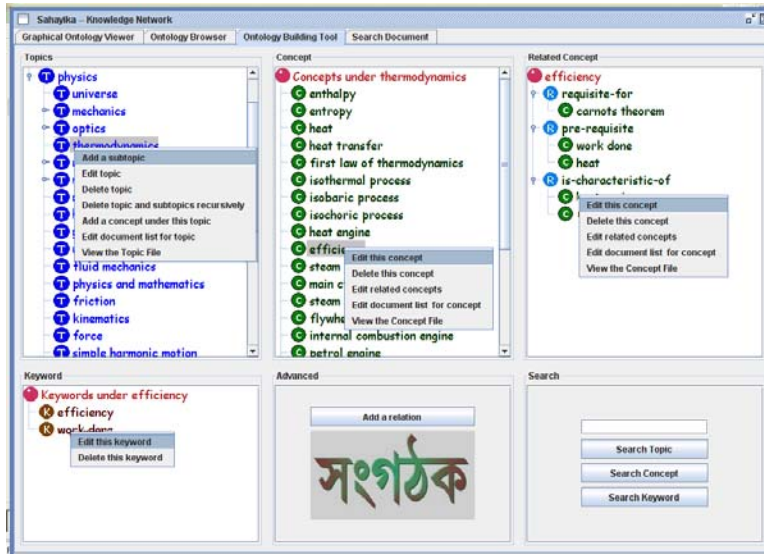 Sahayika – Knowledge Network
Graphical Ontology Viewer Ontology Browser Ontology Building Tool Search Document
Topics
physics
universe
mechanics
optics
thermodynamics
Add a subtopic
Edit topic
Delete topic
Delete topic and subtopics recursively
Add a concept under this topic
Edit document list for topic
View the Topic File
fluid mechanics
physics and mathematics
friction
kinematics
force
simple harmonic motion
Concept
Concepts under thermodynamics
enthalpy
entropy
heat
heat transfer
first law of thermodynamics
isothermal process
isobaric process
isochoric process
heat engine
Edit this concept
Delete this concept
Edit related concepts
Edit document list for concept
View the Concept File
steam
steam
internal combustion engine
petrol engine
Related Concept
efficiency
requisite-for
carnots theorem
pre-requisite
work done
heat
is-characteristic-of
Edit this concept
Delete this concept
Edit related concepts
Edit document list for concept
View the Concept File
Keyword
Keywords under efficiency
efficiency
work-done
Edit this keyword
Delete this keyword
Advanced
Add a relation
সংগঠক
Search
Search Topic
Search Concept
Search Keyword